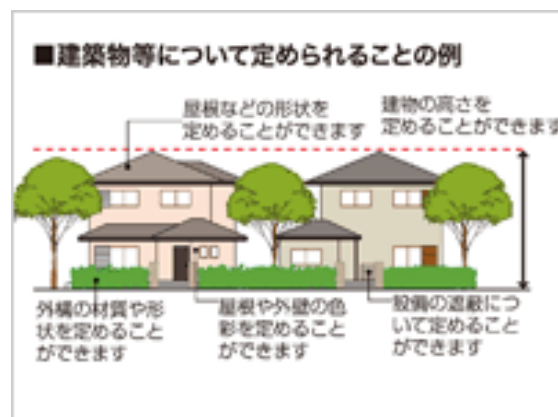 ■建築物等について定められることの例
屋根などの形状を
定めることができます
建物の高さを
定めることができます
外構の材質や形
状を定めること
ができます
屋根や外壁の色
彩を定めること
ができます
設備の遮蔽につ
いて定めること
ができます